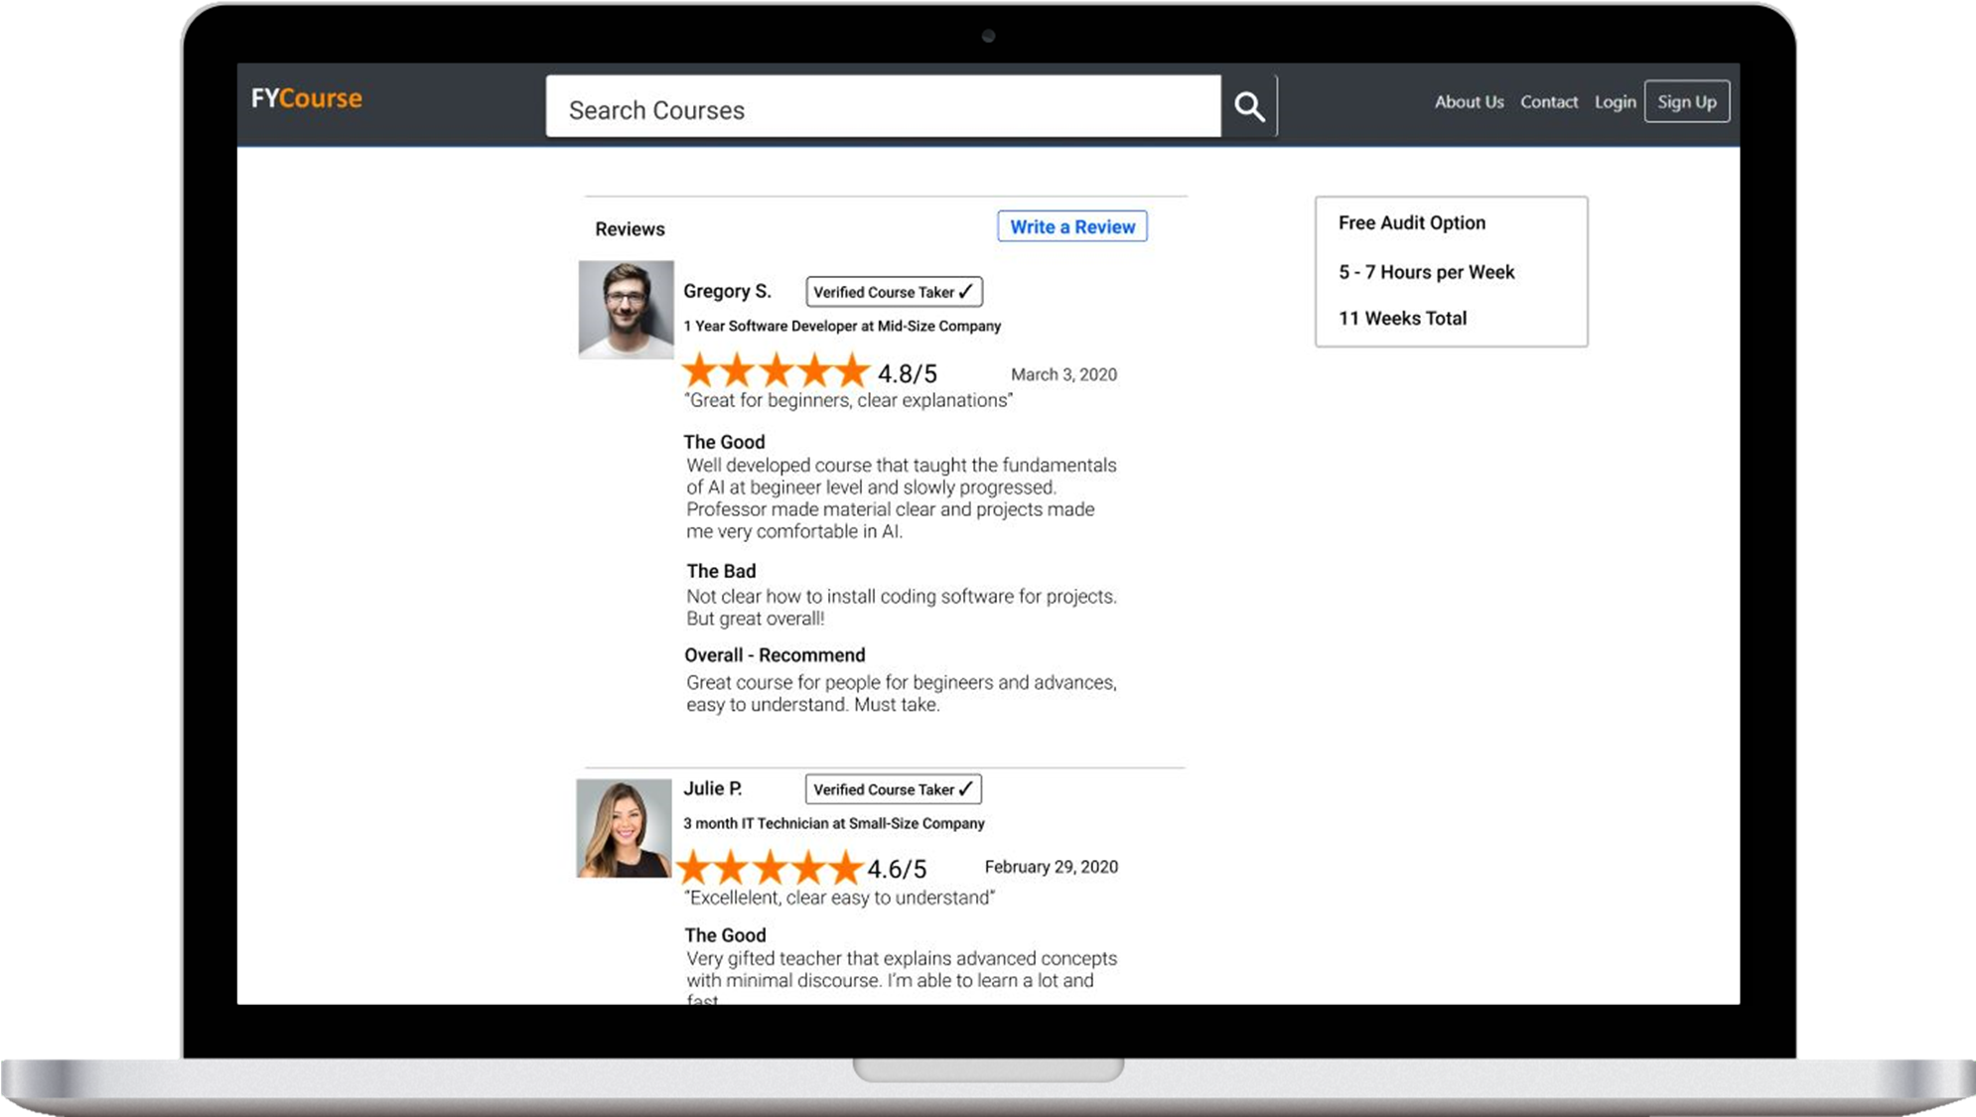 FYCourse
Search Courses
About Us Contact Login Sign Up
Reviews
Write a Review
Free Audit Option
5 - 7 Hours per Week
11 Weeks Total
Gregory S.
Verified Course Taker ✓
1 Year Software Developer at Mid-Size Company
4.8/5
March 3, 2020
"Great for beginners, clear explanations"
The Good
Well developed course that taught the fundamentals
of AI at begineer level and slowly progressed.
Professor made material clear and projects made
me very comfortable in AI.
The Bad
Not clear how to install coding software for projects.
But great overall!
Overall - Recommend
Great course for people for begineers and advances,
easy to understand. Must take.
Julie P.
Verified Course Taker ✓
3 month IT Technician at Small-Size Company
4.6/5
February 29, 2020
"Excellelent, clear easy to understand"
The Good
Very gifted teacher that explains advanced concepts
with minimal discourse. I'm able to learn a lot and
fast